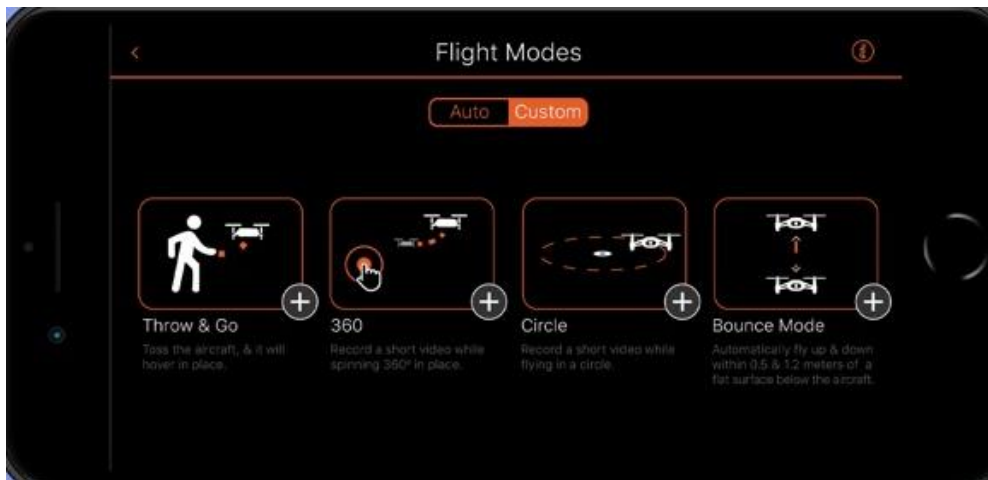 Flight Modes
Auto
Custom
Throw & Go
Toss the aircraft, & it will
hover in place.
360
Record a short video while
spinning 360° in place.
Circle
Record a short video while
flying in a circle.
Bounce Mode
Automatically fly up & down
within 0.5 & 1.2 meters of a
flat surface below the aircraft.